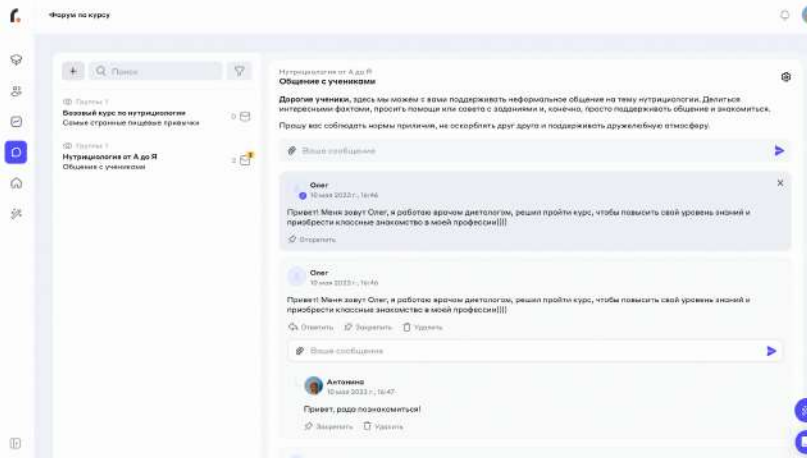 Форум по курсу
Поиск
Группа 1
Базовый курс по нутрициологии
Самые странные пищевые привычки
0
Группа 1
Нутрициология от А до Я
Общение с учениками
Нутрициология от А до Я
Общение с учениками
Дорогие ученики, здесь мы можем с вами поддерживать неформальное общение на тему нутрициологии. Делиться
интересными фактами, просить помощи или совета с заданиями и, конечно, просто поддерживать общение и знакомиться.
Прошу вас соблюдать нормы приличия, не оскорблять друг друга и поддерживать дружелюбную атмосферу.
Ваше сообщение
Олег
10 мая 2023 г., 16:46
Привет! Меня зовут Олег, я работаю врачом диетологом, решил пройти курс, чтобы повысить свой уровень знаний и
приобрести классные знакомства в моей профессии))))
Открепить
Олег
10 мая 2023 г., 16:46
Привет! Меня зовут Олег, я работаю врачом диетологом, решил пройти курс, чтобы повысить свой уровень знаний и
приобрести классные знакомства в моей профессии))))
Ответить Закрепить Удалить
Ваше сообщение
Антонина
10 мая 2023 г., 16:47
Привет, рада познакомиться!
Закрепить Удалить